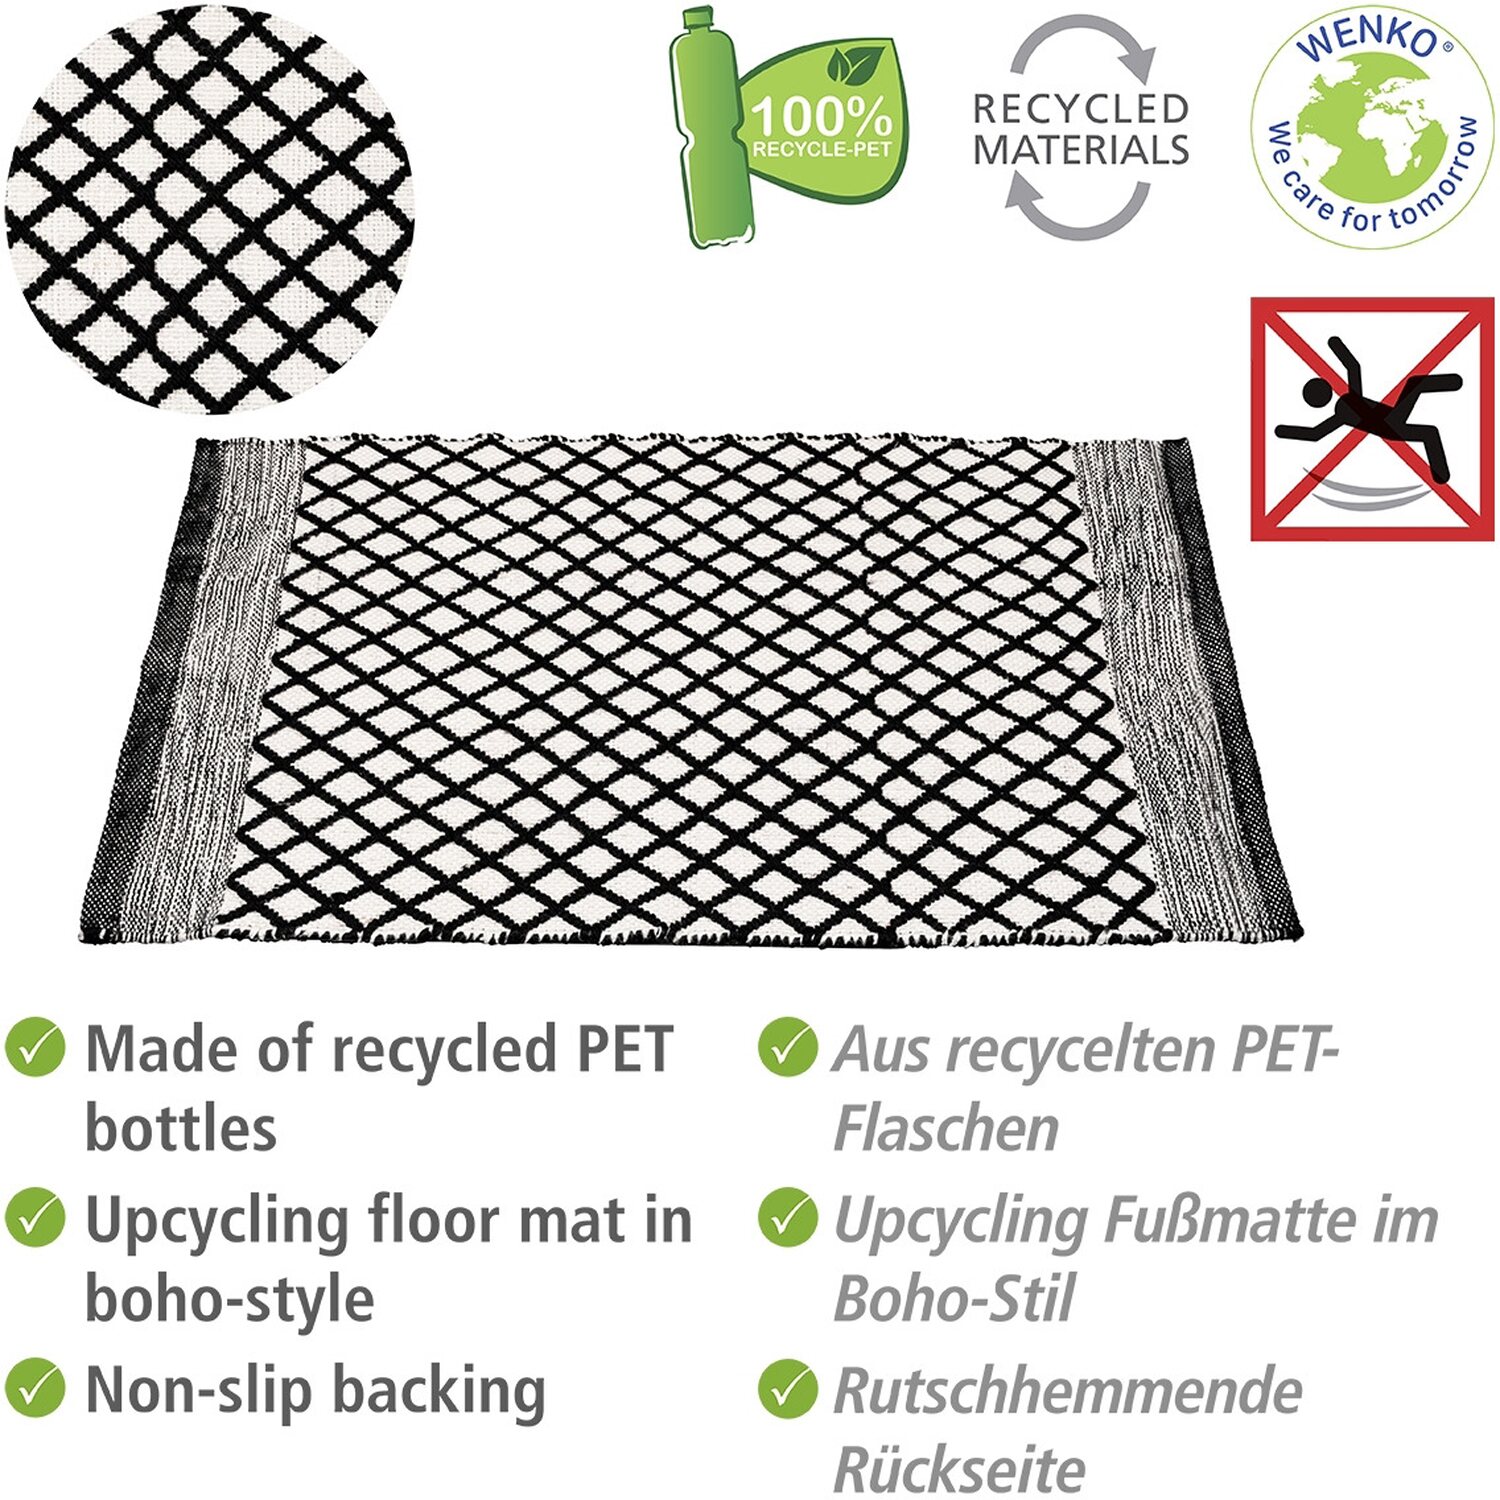 100%
RECYCLE-PET
RECYCLED
MATERIALS
WENKO®
We care for tomorrow
Made of recycled PET
bottles
Upcycling floor mat in
boho-style
Non-slip backing
Aus recycelten PET-
Flaschen
Upcycling Fußmatte im
Boho-Stil
Rutschhemmende
Rückseite